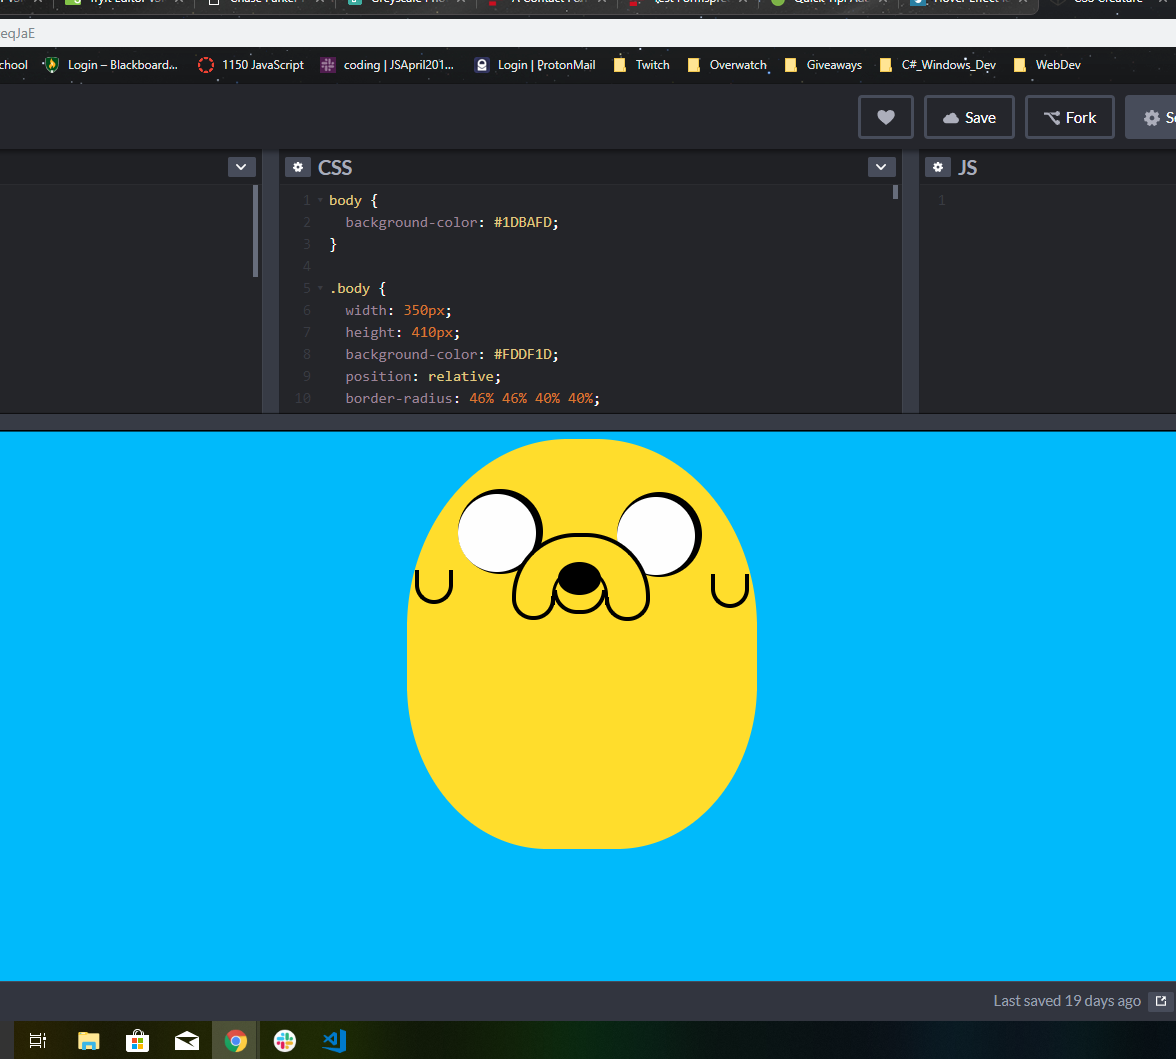 eqJaE
chool Login – Blackboard... 1150 JavaScript coding | JSApril201... Login | ProtonMail Twitch Overwatch Giveaways C#_Windows_Dev WebDev
Save Fork
CSS JS
1 body { 1
2 background-color: #1DBAFD;
3 }
4
5 .body {
6 width: 350px;
7 height: 410px;
8 background-color: #FDDF1D;
9 position: relative;
10 border-radius: 46% 46% 40% 40%;
Last saved 19 days ago